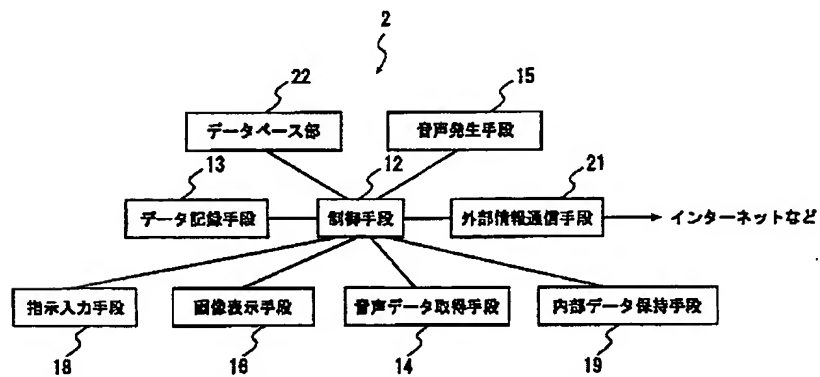 2
22
15
データベース部
音声発生手段
13
12
21
データ記録手段
制御手段
外部情報通信手段
インターネットなど
指示入力手段
画像表示手段
音声データ取得手段
内部データ保持手段
18
16
14
19